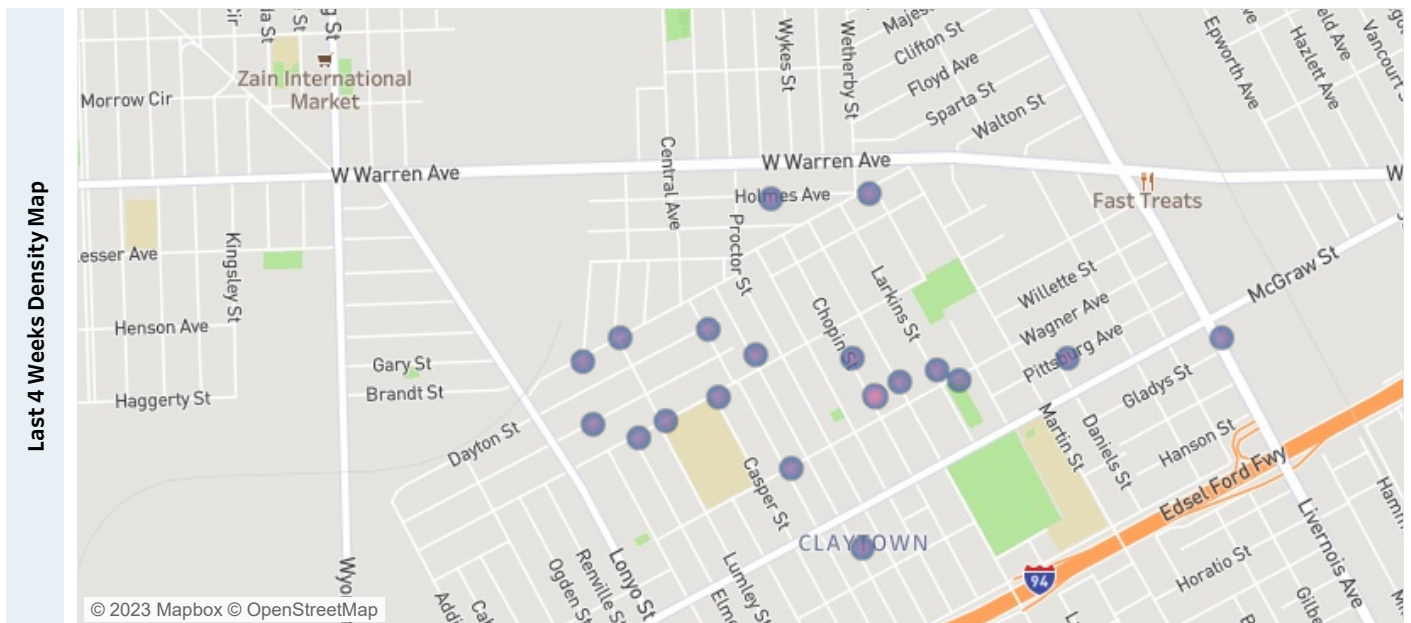 Last 4 Weeks Density Map
Zain International
Market
Morrow Cir
Wykes St
Wetherby St
Clifton St
Floyd Ave
Sparta St
Walton St
Epworth Ave
Hazlett Ave
W Warren Ave
W Warren Ave
Central Ave
Holmes Ave
Fast Treats
Proctor St
Kingsley St
Larkins St
Chopin St
Willette St
Wagner Ave
Pittsburg Ave
McGraw St
Henson Ave
Gary St
Brandt St
Haggerty St
Gladys St
Dayton St
Martin St
Daniels St
Hanson St
Casper St
Edsel Ford Fwy
CLAYTOWN
94
Livernois Ave
Horatio St
Lonyo St
Renville St
Ogden St
Lumley St
© 2023 Mapbox © OpenStreetMap